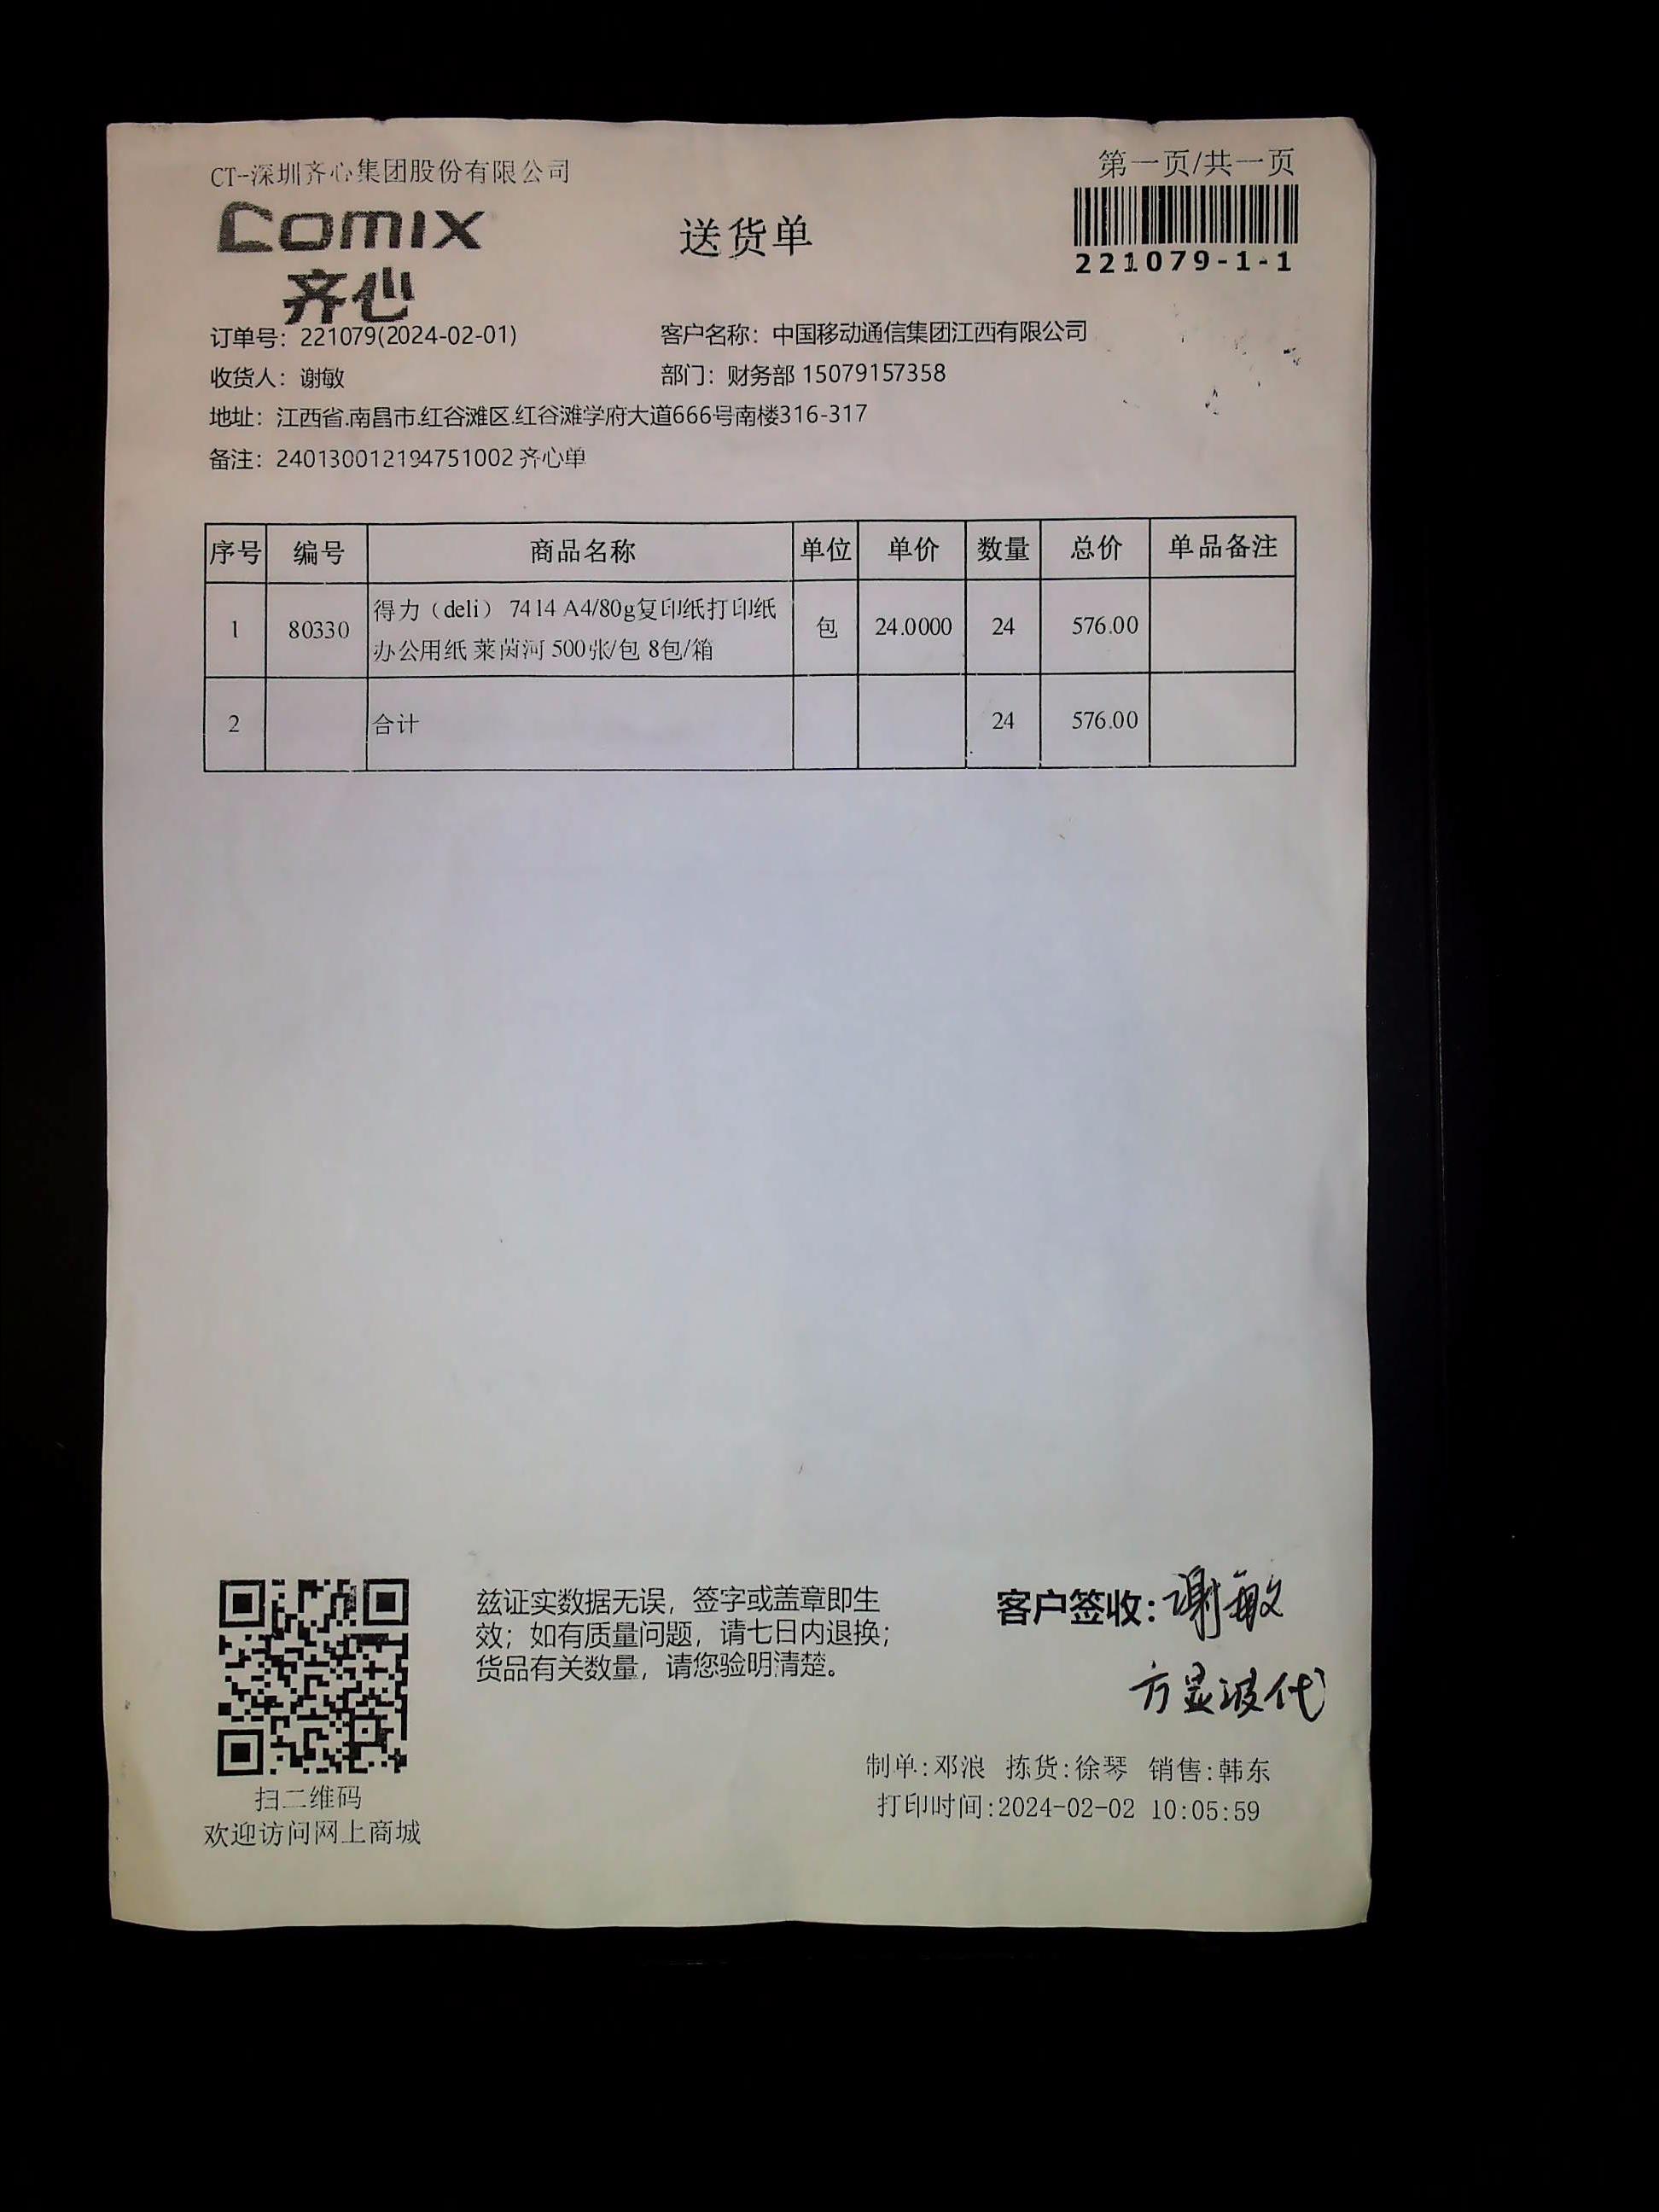 CT-深圳齐心集团股份有限公司
第一页/共一页
comix
齐心
送货单
221079-1-1
订单号：221079(2024-02-01)
客户名称：中国移动通信集团江西有限公司
收货人：谢敏
部门：财务部 15079157358
地址：江西省.南昌市.红谷滩区.红谷滩学府大道666号南楼316-317
备注：240130012194751002 齐心单
序号 编号 商品名称 单位 单价 数量 总价 单品备注
1 80330 得力（deli） 7414 A4/80g复印纸打印纸 包 24.0000 24 576.00
办公用纸 莱茵河 500张/包 8包/箱
2 合计 24 576.00
兹证实数据无误，签字或盖章即生
效；如有质量问题，请七日内退换；
货品有关数量，请您验明清楚。
客户签收：谢敏
方显波代
扫二维码
欢迎访问网上商城
制单:邓浪 拣货:徐琴 销售:韩东
打印时间:2024-02-02 10:05:59